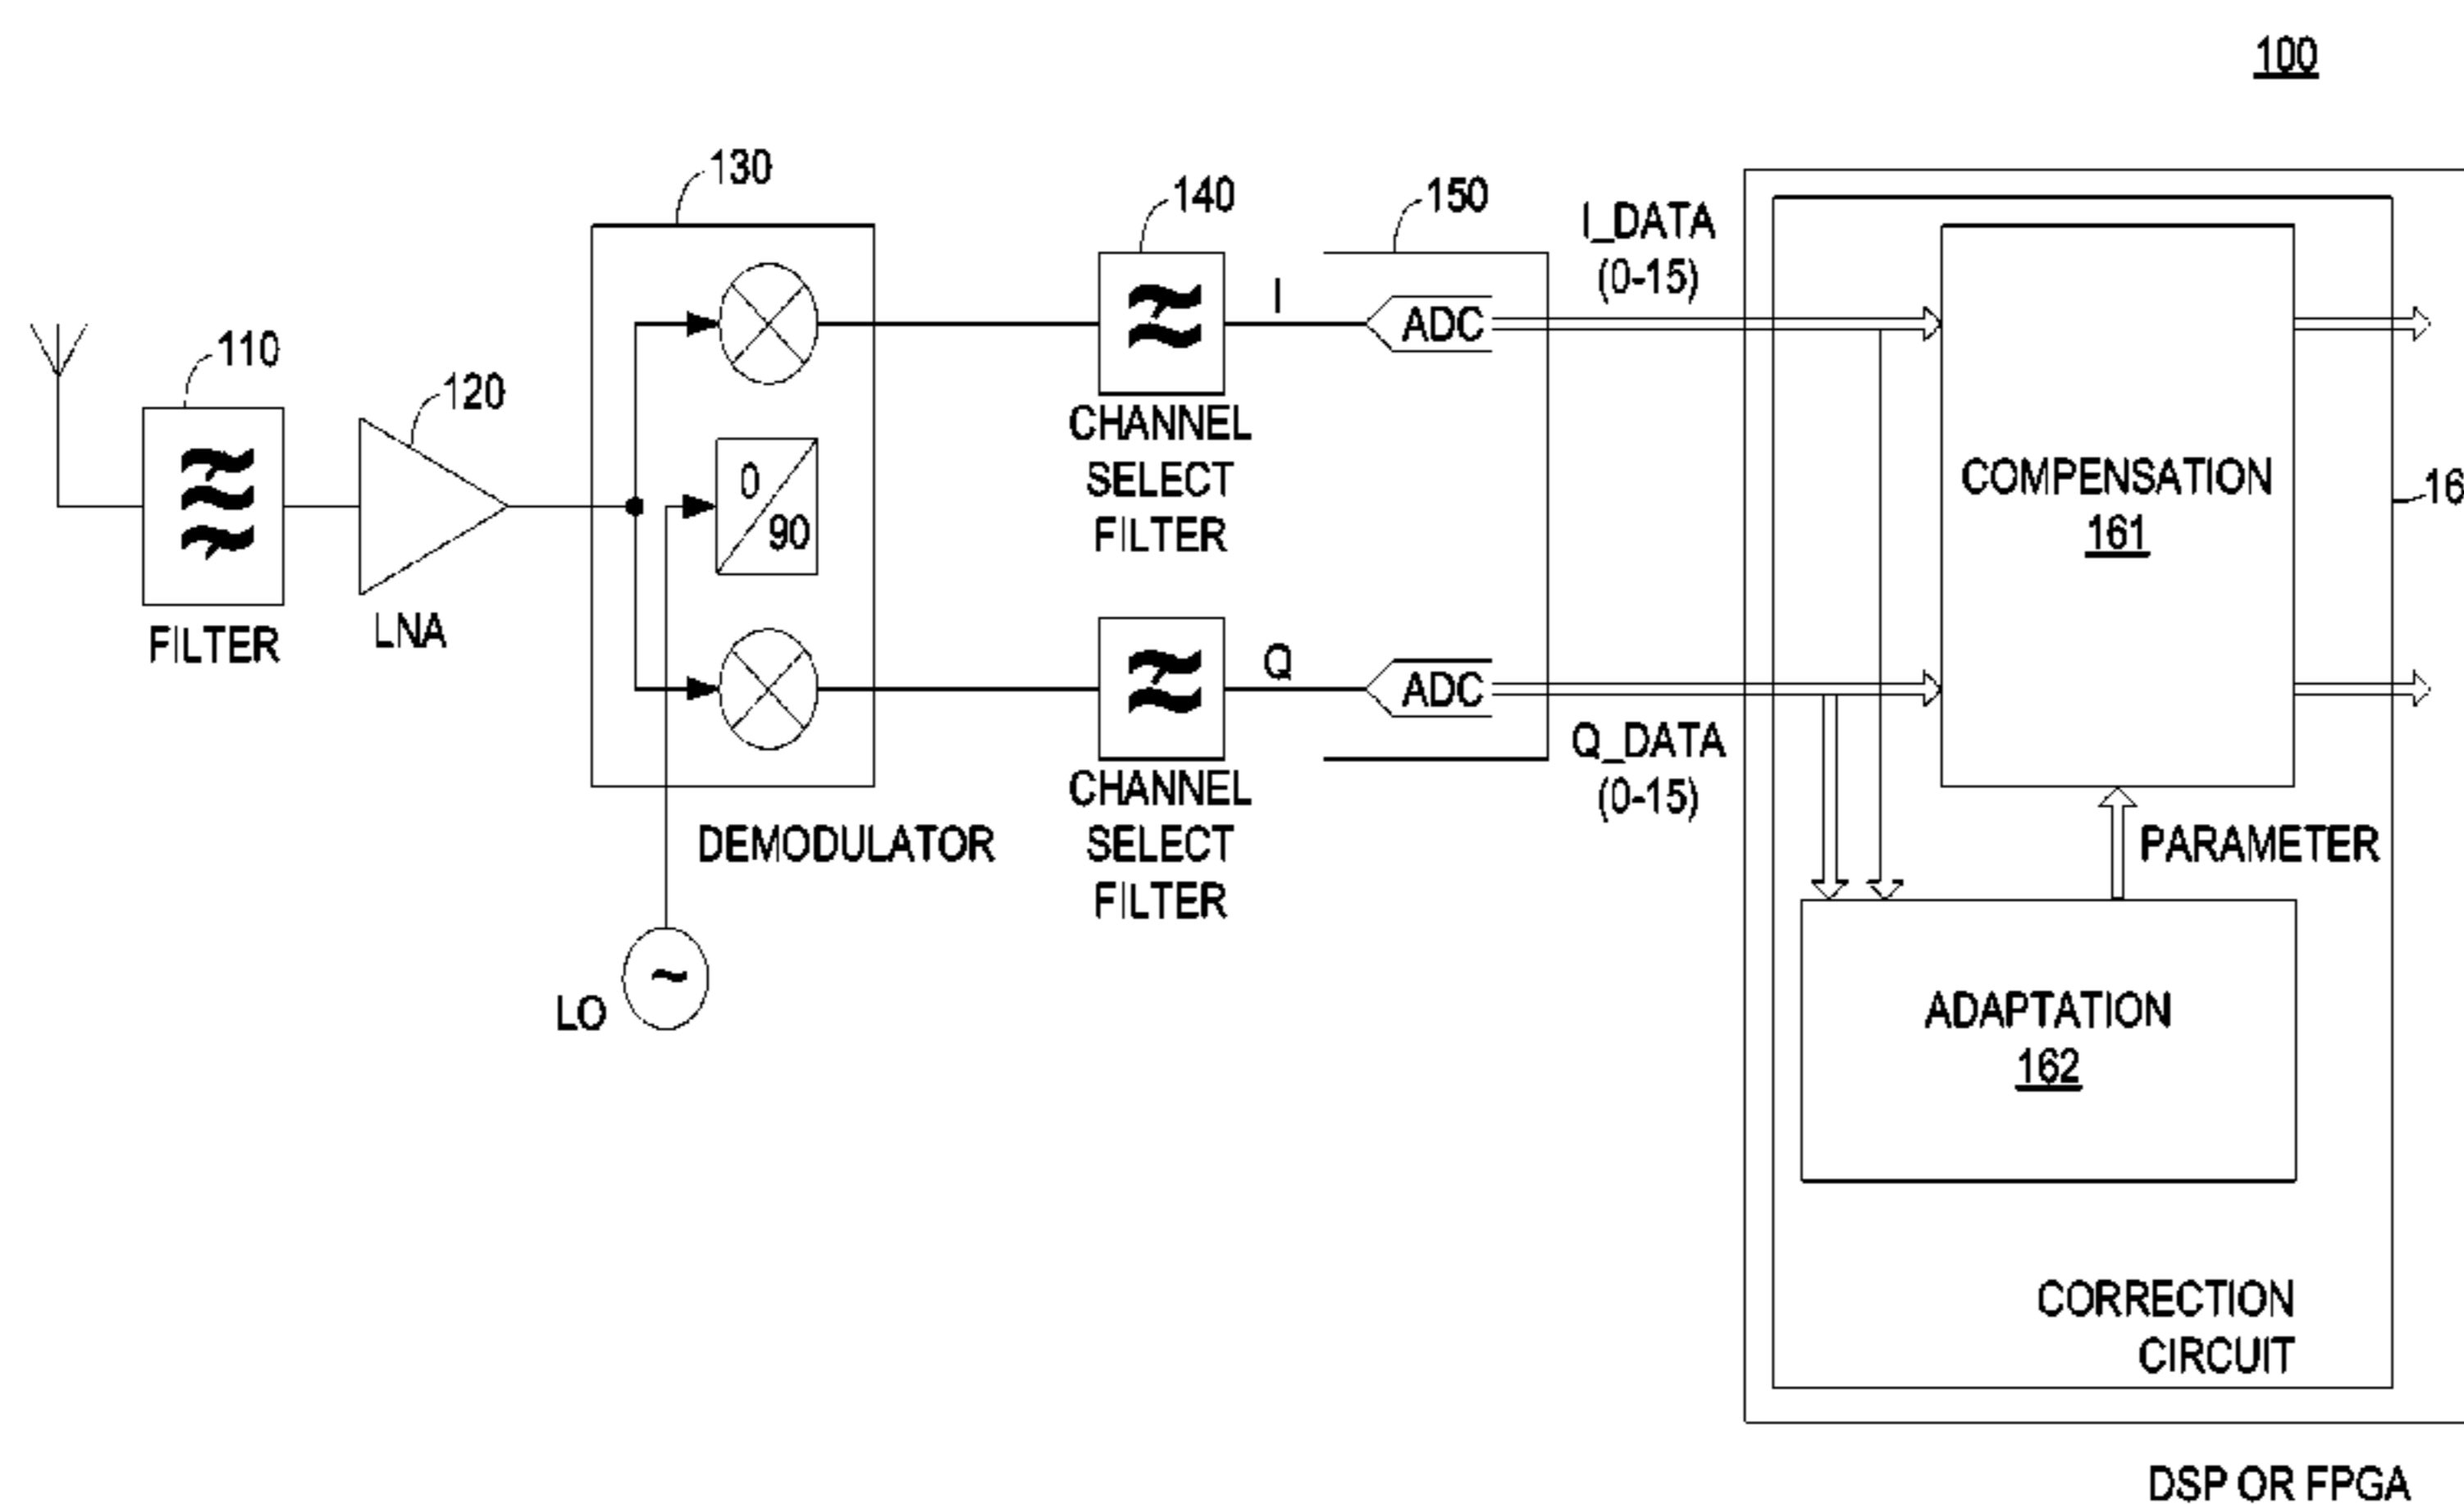 100
130
140
150
I_DATA
(0-15)
110
120
I
ADC
0
90
CHANNEL
SELECT
FILTER
COMPENSATION
161
16
FILTER
LNA
Q
ADC
Q_DATA
(0-15)
DEMODULATOR
CHANNEL
SELECT
FILTER
PARAMETER
LO
ADAPTATION
162
CORRECTION
CIRCUIT
DSP OR FPGA